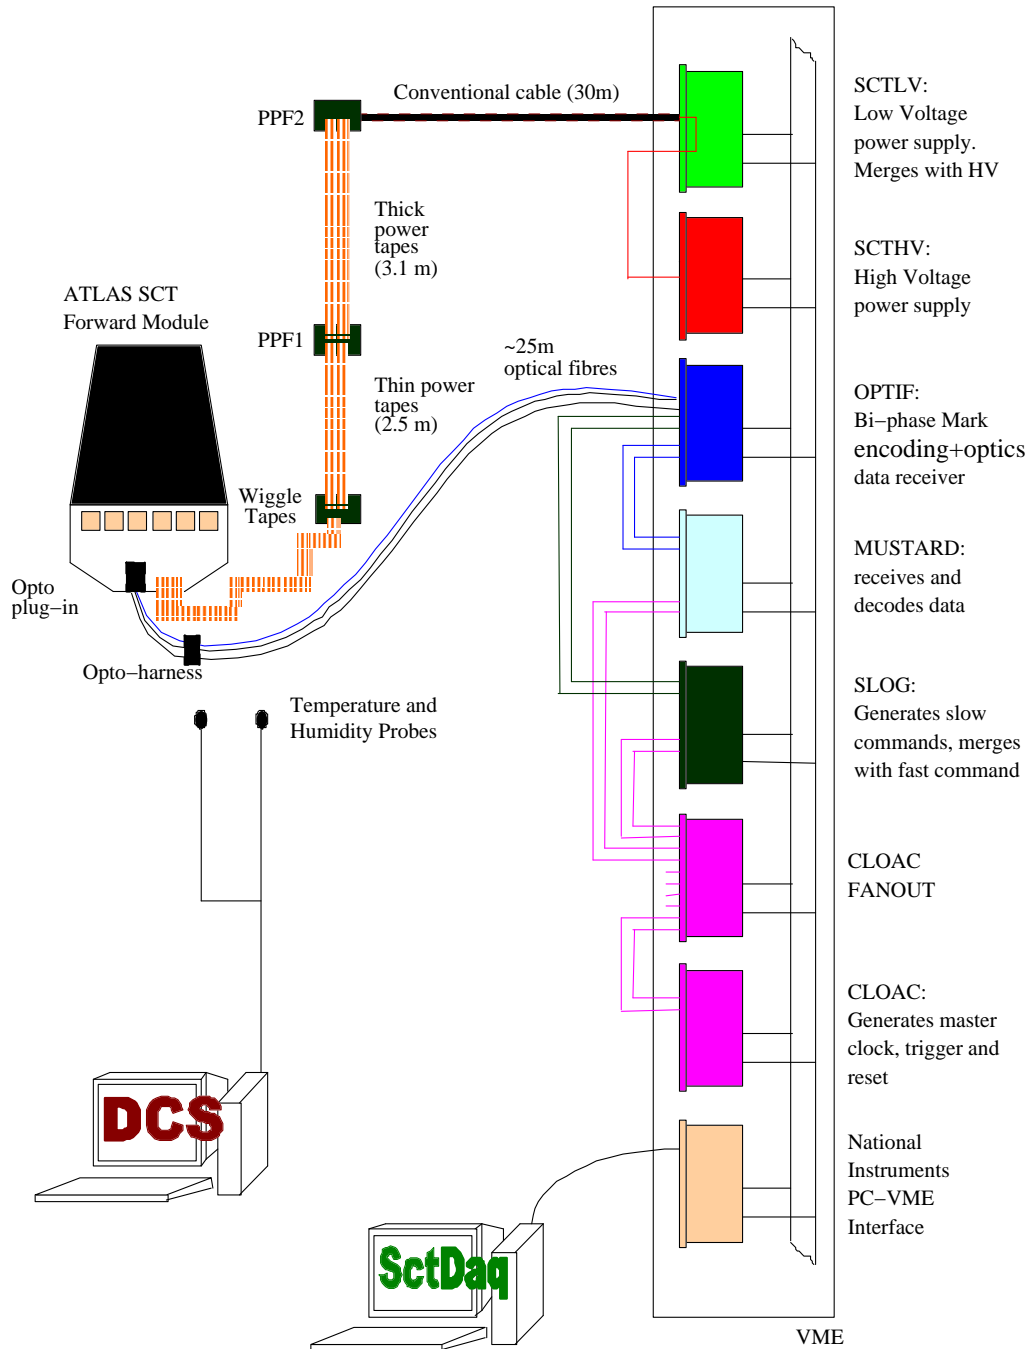 SCTLV:
Low Voltage
power supply.
Merges with HV
Conventional cable (30m)
PPF2
Thick
power
tapes
(3.1 m)
SCTHV:
High Voltage
power supply
ATLAS SCT
Forward Module
PPF1
~25m
optical fibres
Thin power
tapes
(2.5 m)
OPTIF:
Bi−phase Mark
encoding+optics
data receiver
Wiggle
Tapes
MUSTARD:
receives and
decodes data
Opto
plug−in
Opto−harness
Temperature and
Humidity Probes
SLOG:
Generates slow
commands, merges
with fast command
CLOAC
FANOUT
CLOAC:
Generates master
clock, trigger and
reset
DCS
National
Instruments
PC−VME
Interface
SctDaq
VME